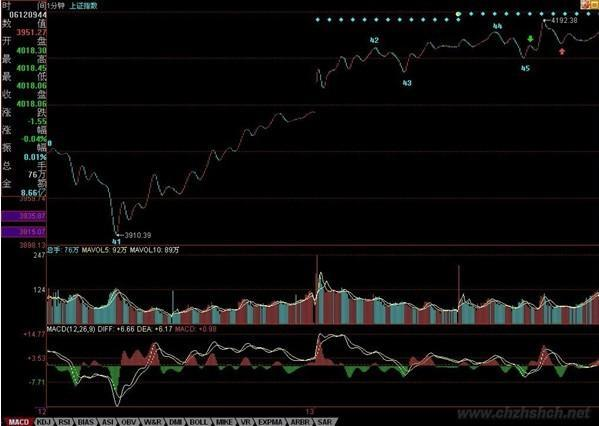 时 间 1分钟 上证指数
06120944
数 值
3951.27
开 盘
4018.30
最 高
4018.45
最 低
4018.06
收 盘
4018.06
涨 跌
-1.55
涨 幅
-0.04%
振 幅
0.01%
总 手
76万
金 额
8.66亿
3935.87
3915.07
3898.13
8
41
3910.39
42
43
44
45
4192.38
总手: 76万 MAVOL5: 92万 MAVOL10: 89万
247
124
MACD(12,26,9) DIFF: +6.66 DEA: +6.17 MACD: +0.98
+14.77
+3.53
-7.71
12
13
www.chzhshch.net
MACD KDJ RSI BIAS ASI OBV W&R DMI BOLL MIKE VR EXPMA ARBR SAR